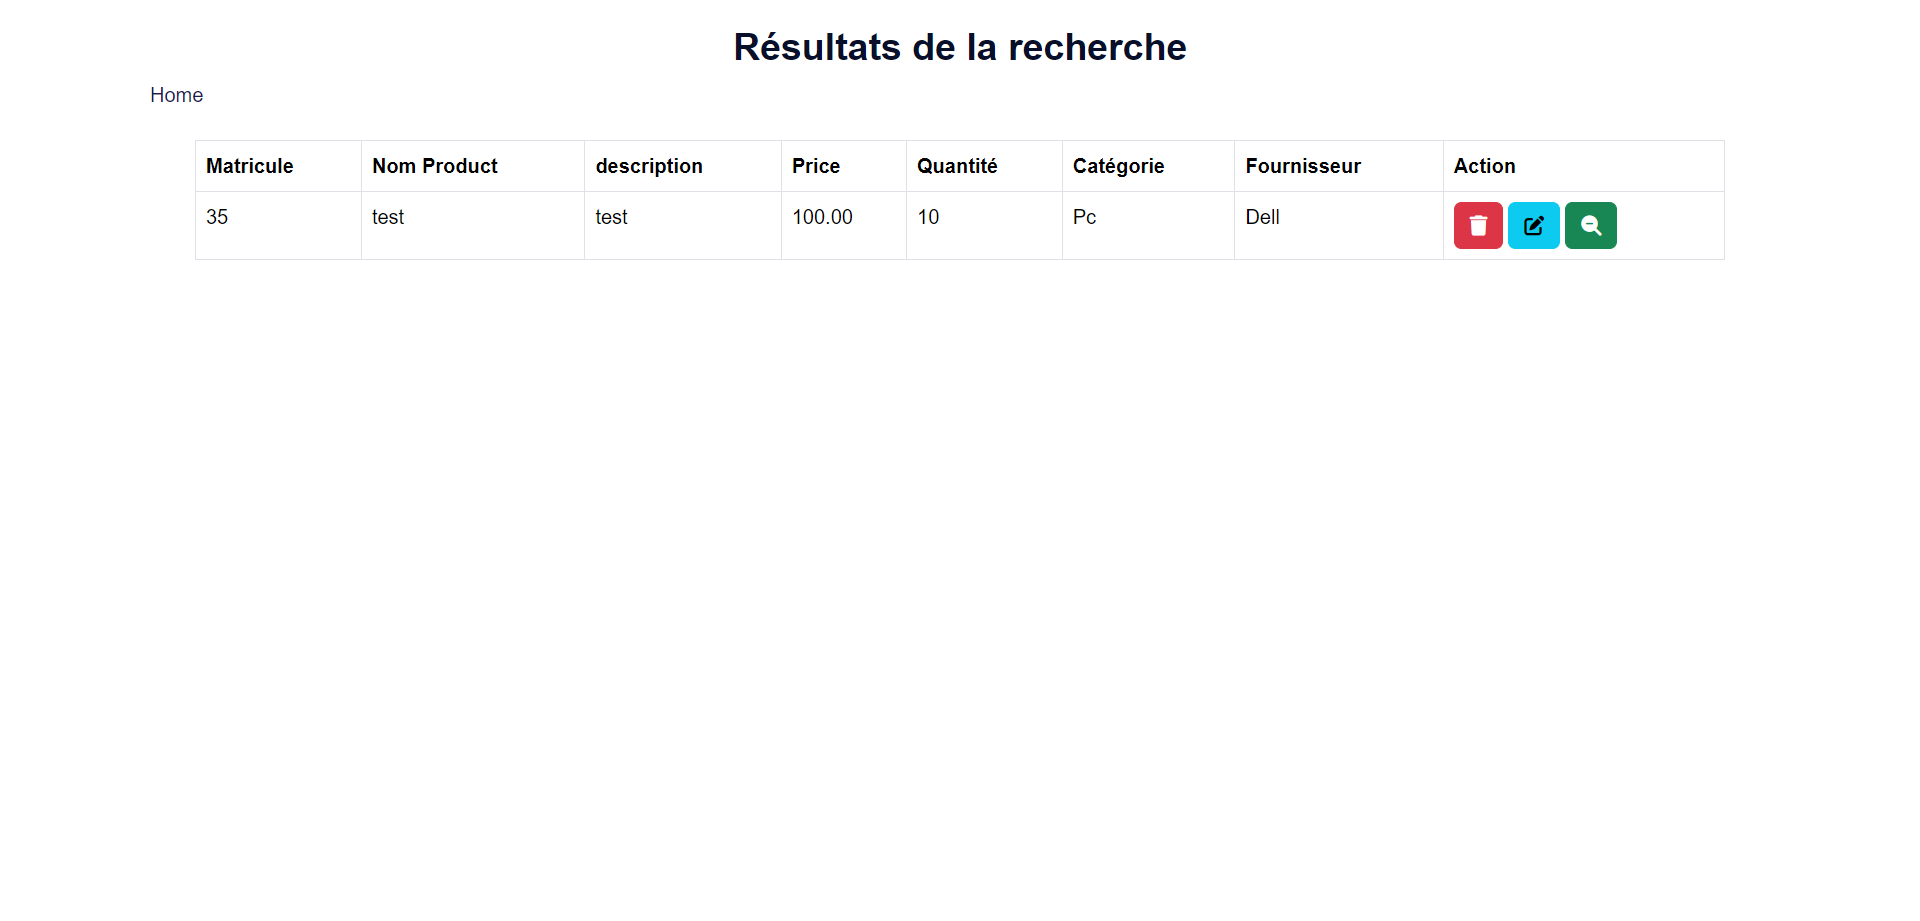 Résultats de la recherche
Home
Matricule Nom Product description Price Quantité Catégorie Fournisseur Action
35 test test 100.00 10 Pc Dell